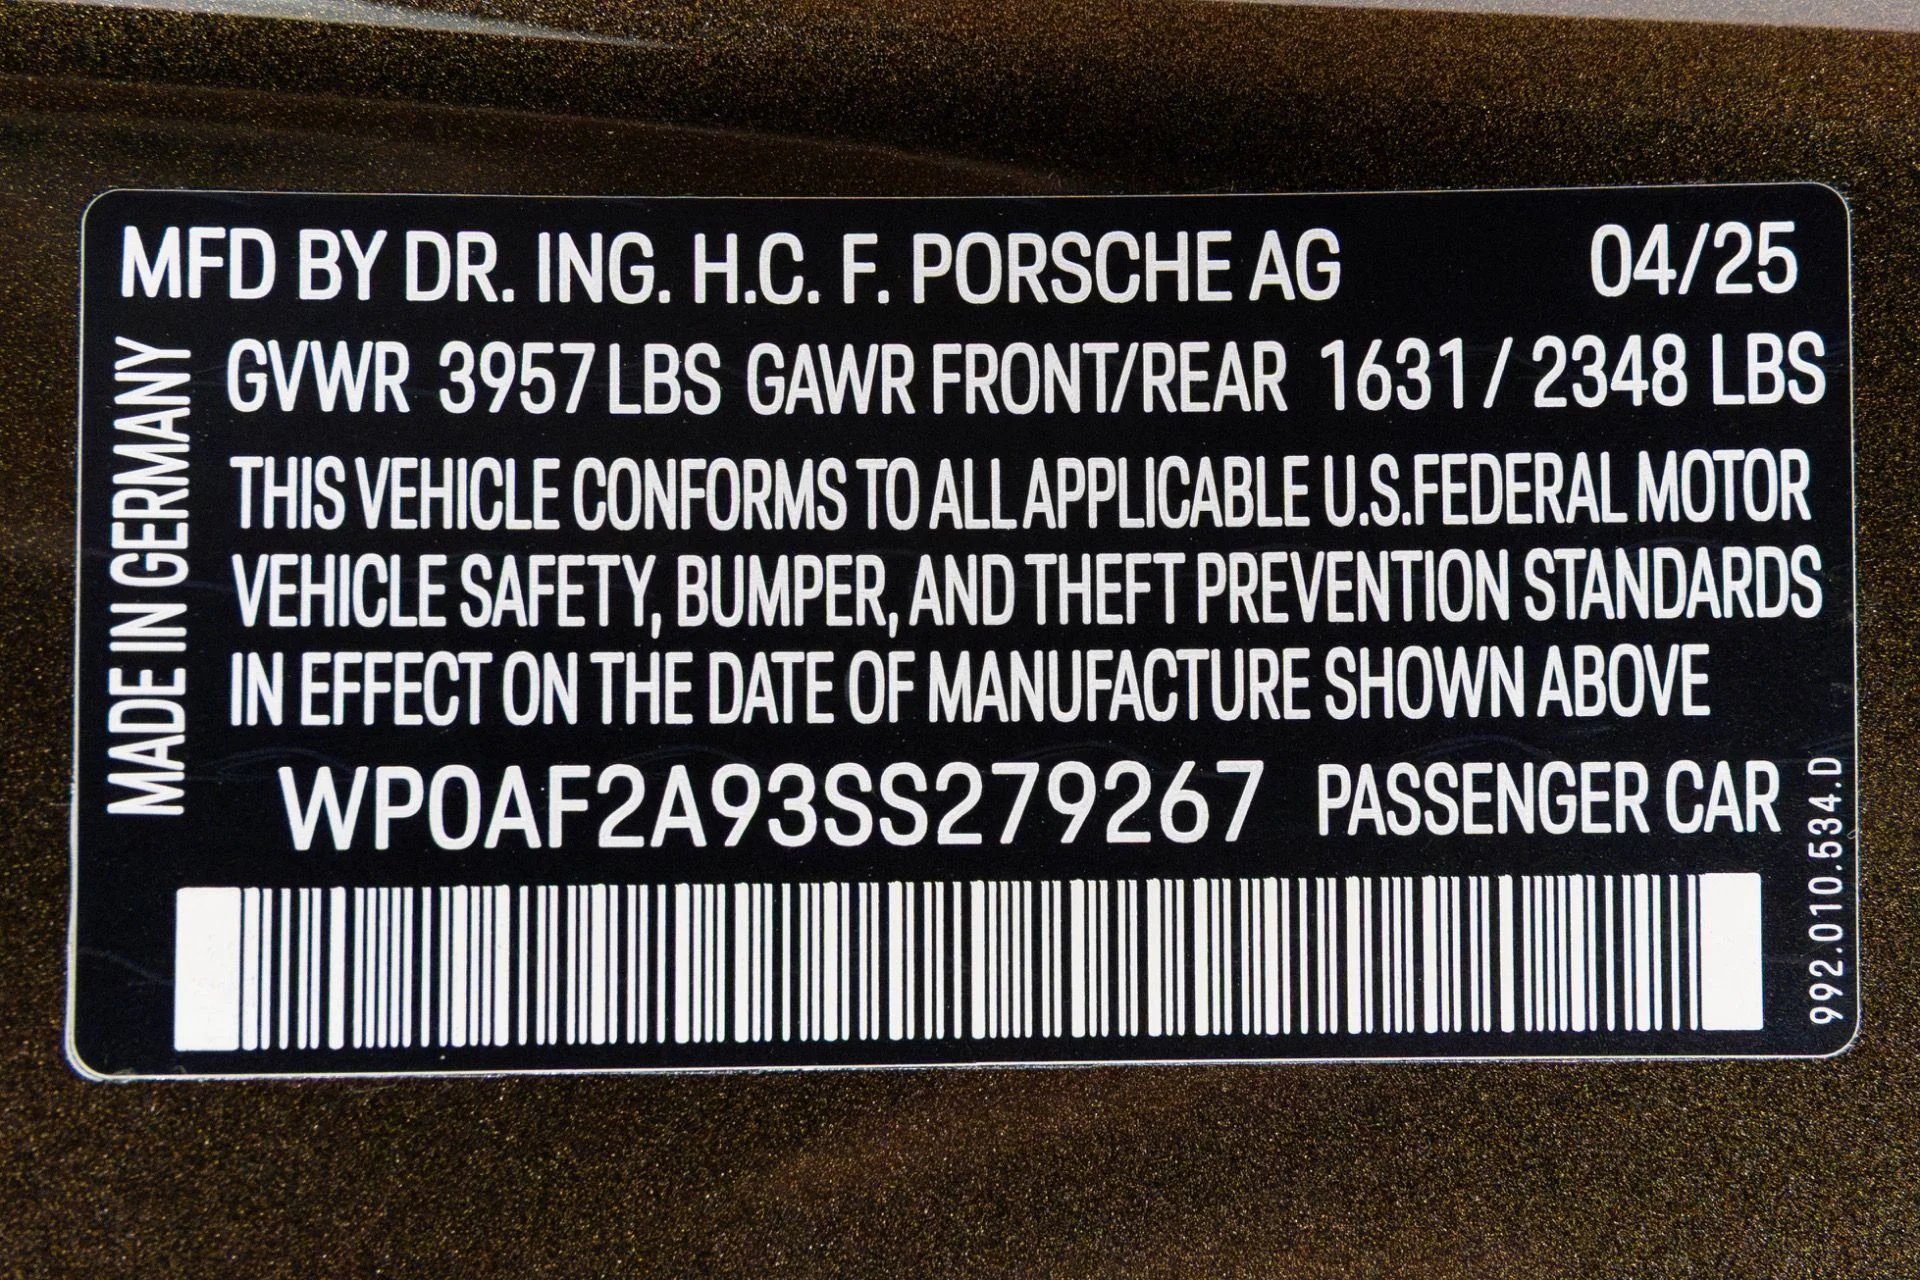 MFD BY DR. ING. H.C. F. PORSCHE AG 04/25
GVWR 3957 LBS GAWR FRONT/REAR 1631 / 2348 LBS
THIS VEHICLE CONFORMS TO ALL APPLICABLE U.S.FEDERAL MOTOR
VEHICLE SAFETY, BUMPER, AND THEFT PREVENTION STANDARDS
IN EFFECT ON THE DATE OF MANUFACTURE SHOWN ABOVE
WP0AF2A93SS279267 PASSENGER CAR
MADE IN GERMANY
992.010.534.D